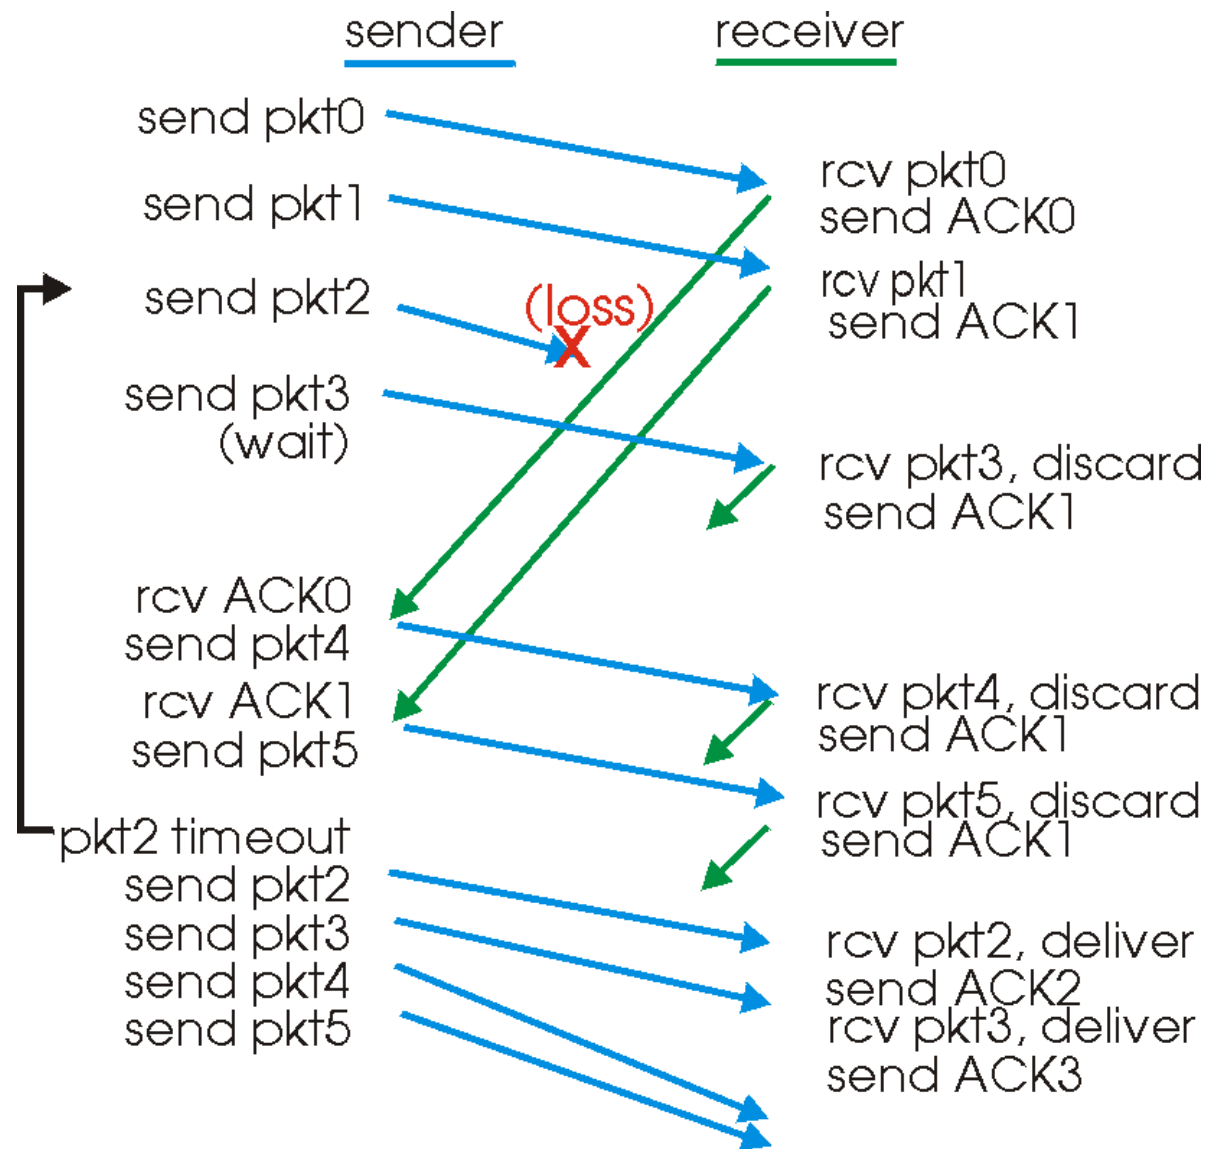 sender
receiver
send pkt0
rcv pkt0
send pkt1
send ACK0
rcv pkt1
send pkt2
(loss)
X
send ACK1
send pkt3
(wait)
rcv pkt3, discard
send ACK1
rcv ACK0
send pkt4
rcv ACK1
rcv pkt4, discard
send ACK1
send pkt5
rcv pkt5, discard
send ACK1
pkt2 timeout
send pkt2
send pkt3
rcv pkt2, deliver
send pkt4
send ACK2
send pkt5
rcv pkt3, deliver
send ACK3